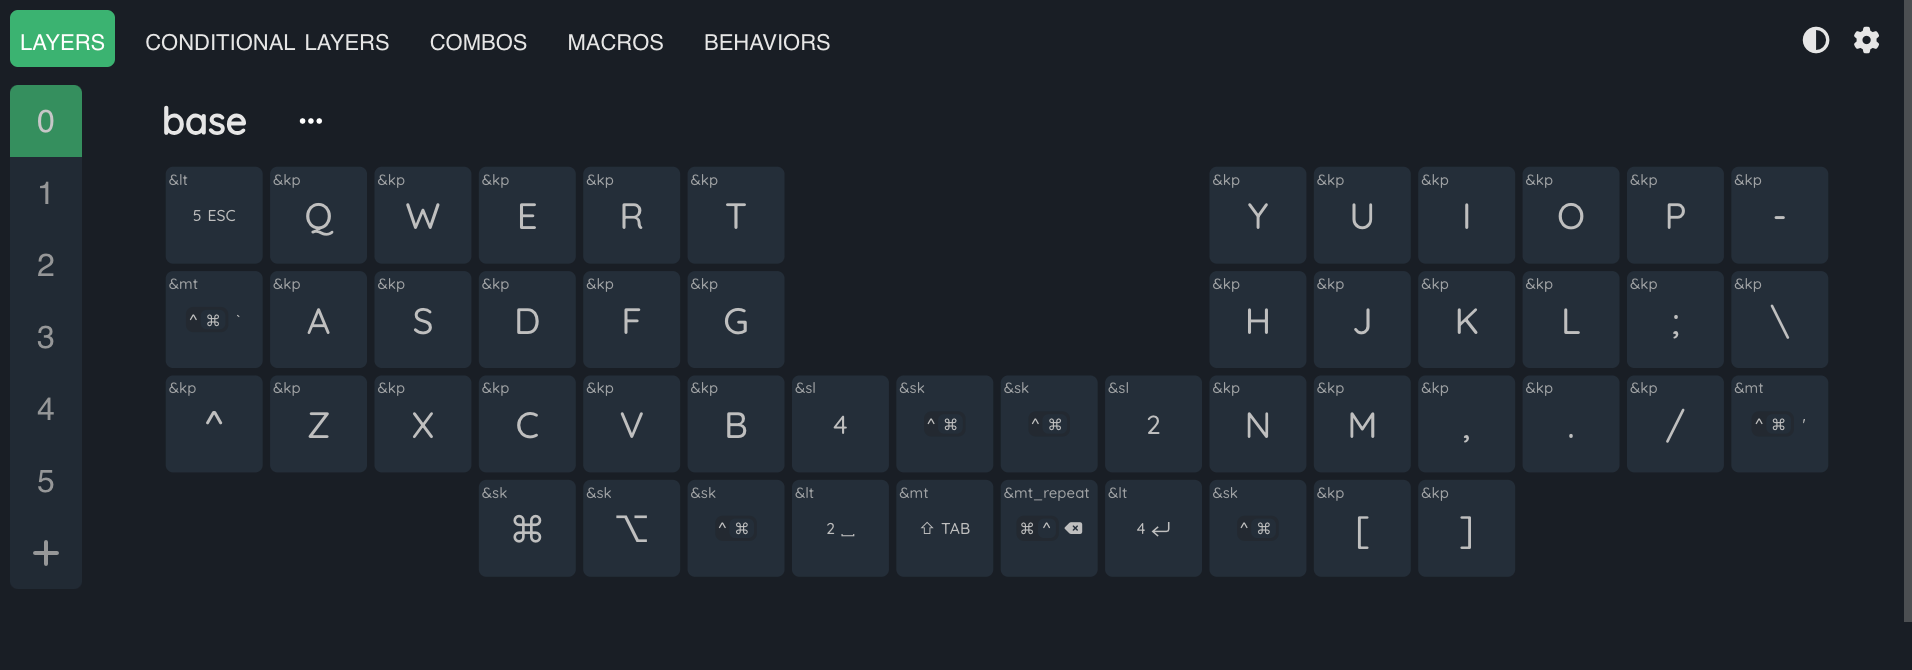 LAYERS CONDITIONAL LAYERS COMBOS MACROS BEHAVIORS
0
1
2
3
4
5
+
base ...
&lt &kp &kp &kp &kp &kp &kp &kp &kp &kp &kp &kp
5 ESC Q W E R T Y U I O P -
&mt &kp &kp &kp &kp &kp &kp &kp &kp &kp &kp &kp
^ ⌘ ` A S D F G H J K L ; \
&kp &kp &kp &kp &kp &kp &sl &sk &sk &sl &kp &kp &kp &kp &kp &mt
^ Z X C V B 4 ^ ⌘ ^ ⌘ 2 N M , . / ^ ⌘ '
&sk &sk &sk &lt &mt &mt_repeat &lt &sk &kp &kp
⌘ ⌥ ^ ⌘ 2 ⎵ ⇧ TAB ⌘ ^ ⌫ 4 ↵ ^ ⌘ [ ]